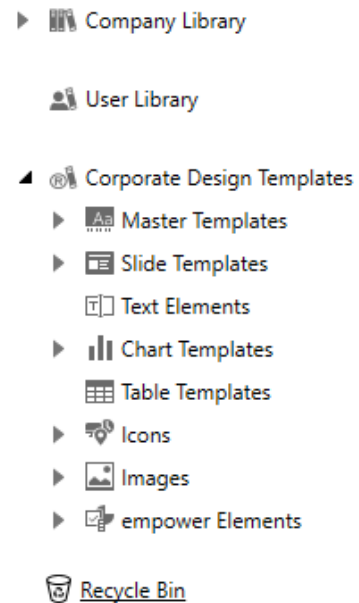 Company Library
User Library
Corporate Design Templates
Master Templates
Slide Templates
Text Elements
Chart Templates
Table Templates
Icons
Images
empower Elements
Recycle Bin